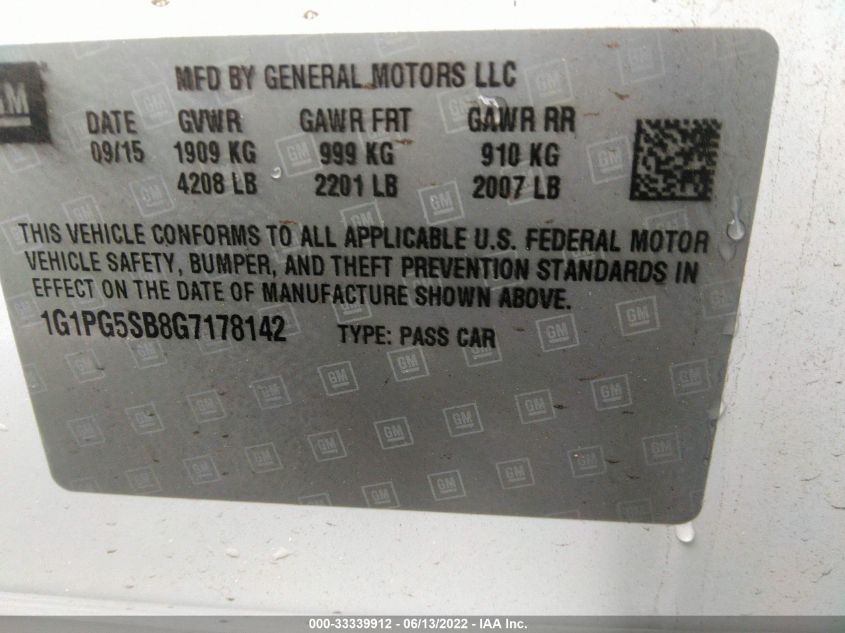 GM
MFD BY GENERAL MOTORS LLC
DATE GVWR GAWR FRT GAWR RR
09/15 1909 KG 999 KG 910 KG
4208 LB 2201 LB 2007 LB
THIS VEHICLE CONFORMS TO ALL APPLICABLE U.S. FEDERAL MOTOR
VEHICLE SAFETY, BUMPER, AND THEFT PREVENTION STANDARDS IN
EFFECT ON THE DATE OF MANUFACTURE SHOWN ABOVE.
1G1PG5SB8G7178142 TYPE: PASS CAR
000-33339912 - 06/13/2022 - IAA Inc.